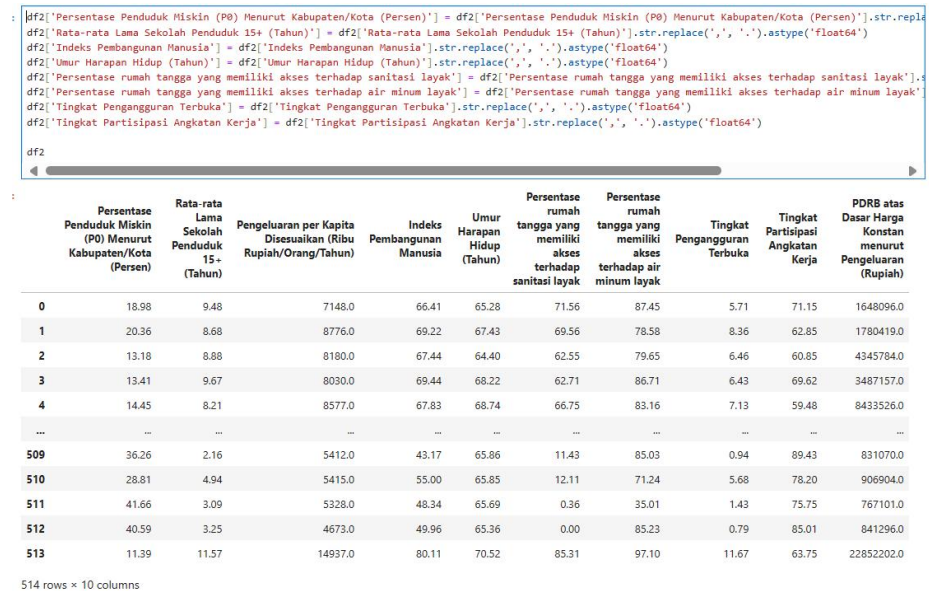 : df2['Persentase Penduduk Miskin (P0) Menurut Kabupaten/Kota (Persen)'] = df2['Persentase Penduduk Miskin (P0) Menurut Kabupaten/Kota (Persen)'].str.repla
df2['Rata-rata Lama Sekolah Penduduk 15+ (Tahun)'] = df2['Rata-rata Lama Sekolah Penduduk 15+ (Tahun)'].str.replace(',', '.').astype('float64')
df2['Indeks Pembangunan Manusia'] = df2['Indeks Pembangunan Manusia'].str.replace(',', '.').astype('float64')
df2['Umur Harapan Hidup (Tahun)'] = df2['Umur Harapan Hidup (Tahun)'].str.replace(',', '.').astype('float64')
df2['Persentase rumah tangga yang memiliki akses terhadap sanitasi layak'] = df2['Persentase rumah tangga yang memiliki akses terhadap sanitasi layak'].s
df2['Persentase rumah tangga yang memiliki akses terhadap air minum layak'] = df2['Persentase rumah tangga yang memiliki akses terhadap air minum layak']
df2['Tingkat Pengangguran Terbuka'] = df2['Tingkat Pengangguran Terbuka'].str.replace(',', '.').astype('float64')
df2['Tingkat Partisipasi Angkatan Kerja'] = df2['Tingkat Partisipasi Angkatan Kerja'].str.replace(',', '.').astype('float64')
df2
:
Persentase
Penduduk Miskin
(P0) Menurut
Kabupaten/Kota
(Persen)
Rata-rata
Lama
Sekolah
Penduduk
15+
(Tahun)
Pengeluaran per Kapita
Disesuaikan (Ribu
Rupiah/Orang/Tahun)
Indeks
Pembangunan
Manusia
Umur
Harapan
Hidup
(Tahun)
Persentase
rumah
tangga yang
memiliki
akses
terhadap
sanitasi layak
Persentase
rumah
tangga yang
memiliki
akses
terhadap air
minum layak
Tingkat
Pengangguran
Terbuka
Tingkat
Partisipasi
Angkatan
Kerja
PDRB atas
Dasar Harga
Konstan
menurut
Pengeluaran
(Rupiah)
0 18.98 9.48 7148.0 66.41 65.28 71.56 87.45 5.71 71.15 1648096.0
1 20.36 8.68 8776.0 69.22 67.43 69.56 78.58 8.36 62.85 1780419.0
2 13.18 8.88 8180.0 67.44 64.40 62.55 79.65 6.46 60.85 4345784.0
3 13.41 9.67 8030.0 69.44 68.22 62.71 86.71 6.43 69.62 3487157.0
4 14.45 8.21 8577.0 67.83 68.74 66.75 83.16 7.13 59.48 8433526.0
... ... ... ... ... ... ... ... ... ... ...
509 36.26 2.16 5412.0 43.17 65.86 11.43 85.03 0.94 89.43 831070.0
510 28.81 4.94 5415.0 55.00 65.85 12.11 71.24 5.68 78.20 906904.0
511 41.66 3.09 5328.0 48.34 65.69 0.36 35.01 1.43 75.75 767101.0
512 40.59 3.25 4673.0 49.96 65.36 0.00 85.23 0.79 85.01 841296.0
513 11.39 11.57 14937.0 80.11 70.52 85.31 97.10 11.67 63.75 22852202.0
514 rows × 10 columns